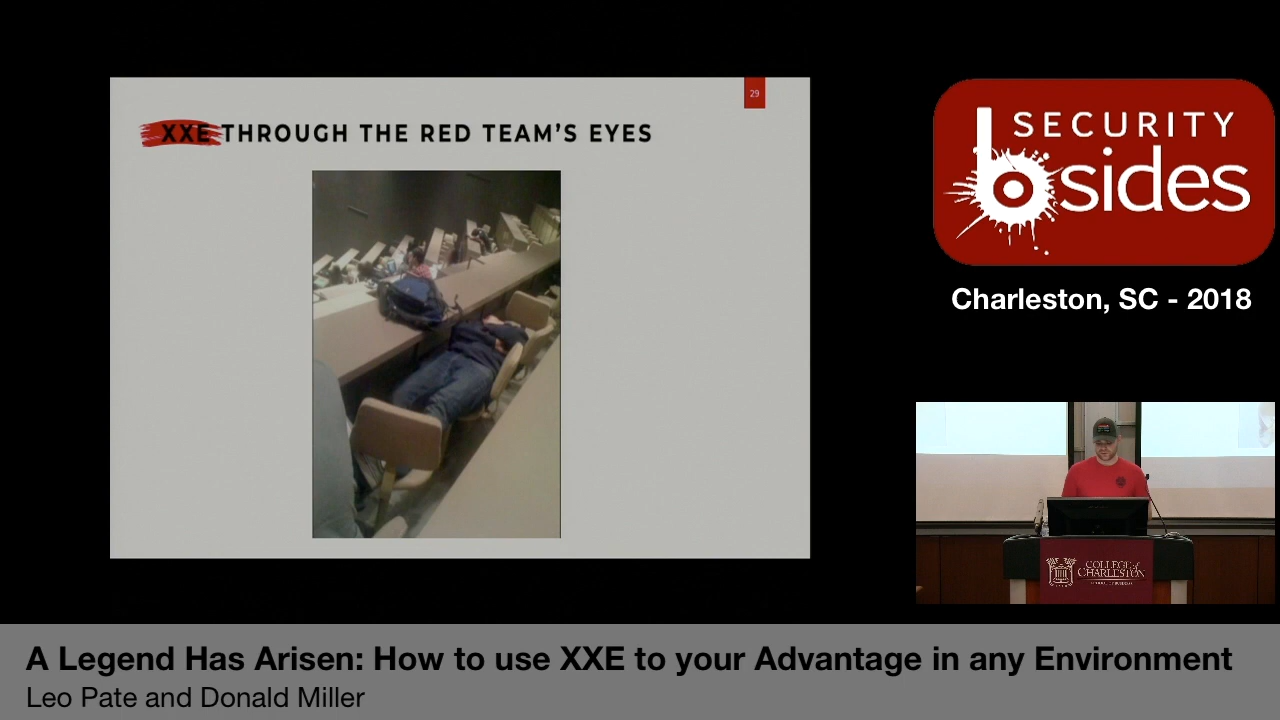 29
XXE THROUGH THE RED TEAM'S EYES
SECURITY
bsides
Charleston, SC - 2018
COLLEGE of
CHARLESTON
A Legend Has Arisen: How to use XXE to your Advantage in any Environment
Leo Pate and Donald Miller